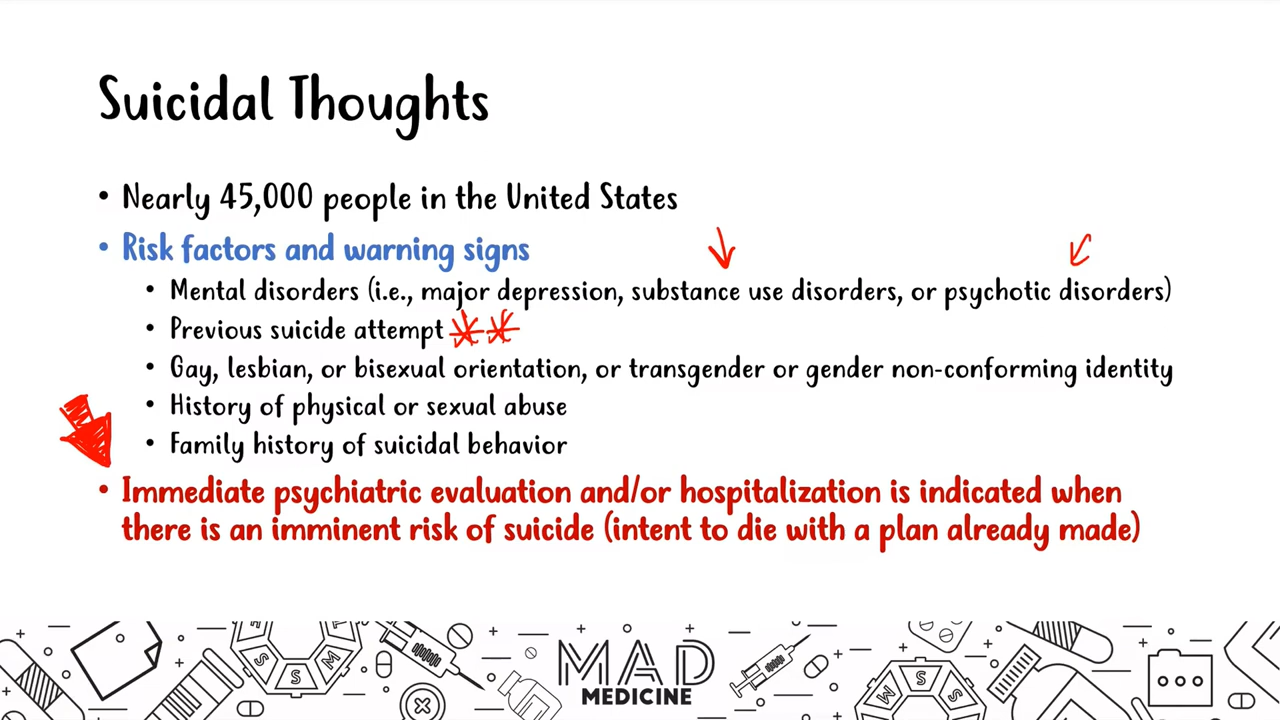 Suicidal Thoughts
• Nearly 45,000 people in the United States
• Risk factors and warning signs
• Mental disorders (i.e., major depression, substance use disorders, or psychotic disorders)
• Previous suicide attempt **
• Gay, lesbian, or bisexual orientation, or transgender or gender non-conforming identity
• History of physical or sexual abuse
• Family history of suicidal behavior
• Immediate psychiatric evaluation and/or hospitalization is indicated when
there is an imminent risk of suicide (intent to die with a plan already made)
S S M
MAD
MEDICINE
M S S